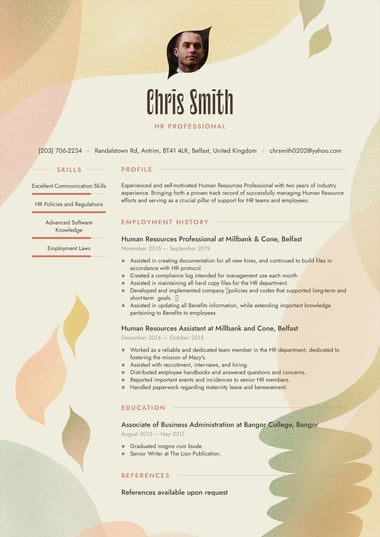 Chris Smith
HR PROFESSIONAL
(203) 706-2234 Randalstown Rd, Antrim, BT41 4LK, Belfast, United Kingdom chrsmith0202@yahoo.com
SKILLS
Excellent Communication Skills
HR Policies and Regulations
Advanced Software
Knowledge
Employment Laws
PROFILE
Experienced and self-motivated Human Resources Professional with two years of industry
experience. Bringing forth a proven track record of successfully managing Human Resource
efforts and serving as a crucial pillar of support for HR teams and employees.
EMPLOYMENT HISTORY
Human Resources Professional at Millbank & Cone, Belfast
November 2015 — September 2019
Assisted in creating documentation for all new hires, and continued to build files in
accordance with HR protocol.
Created a compliance log intended for management use each month.
Assisted in maintaining all hard copy files for the HR department.
Developed and implemented company policies and codes that supported long-term and
short-term goals.
Assisted in updating all Benefits information, while extending important knowledge
pertaining to Benefits to employees.
Human Resources Assistant at Millbank and Cone, Belfast
December 2014 — October 2015
Worked as a reliable and dedicated team member in the HR department, dedicated to
fostering the mission of Macy's.
Assisted with recruitment, interviews, and hiring.
Distributed employee handbooks and answered questions and concerns.
Reported important events and incidences to senior HR members.
Handled paperwork regarding maternity leave and bereavement.
EDUCATION
Associate of Business Administration at Bangor College, Bangor
August 2013 — May 2017
Graduated magna cum laude.
Senior Writer at The Lion Publication.
REFERENCES
References available upon request